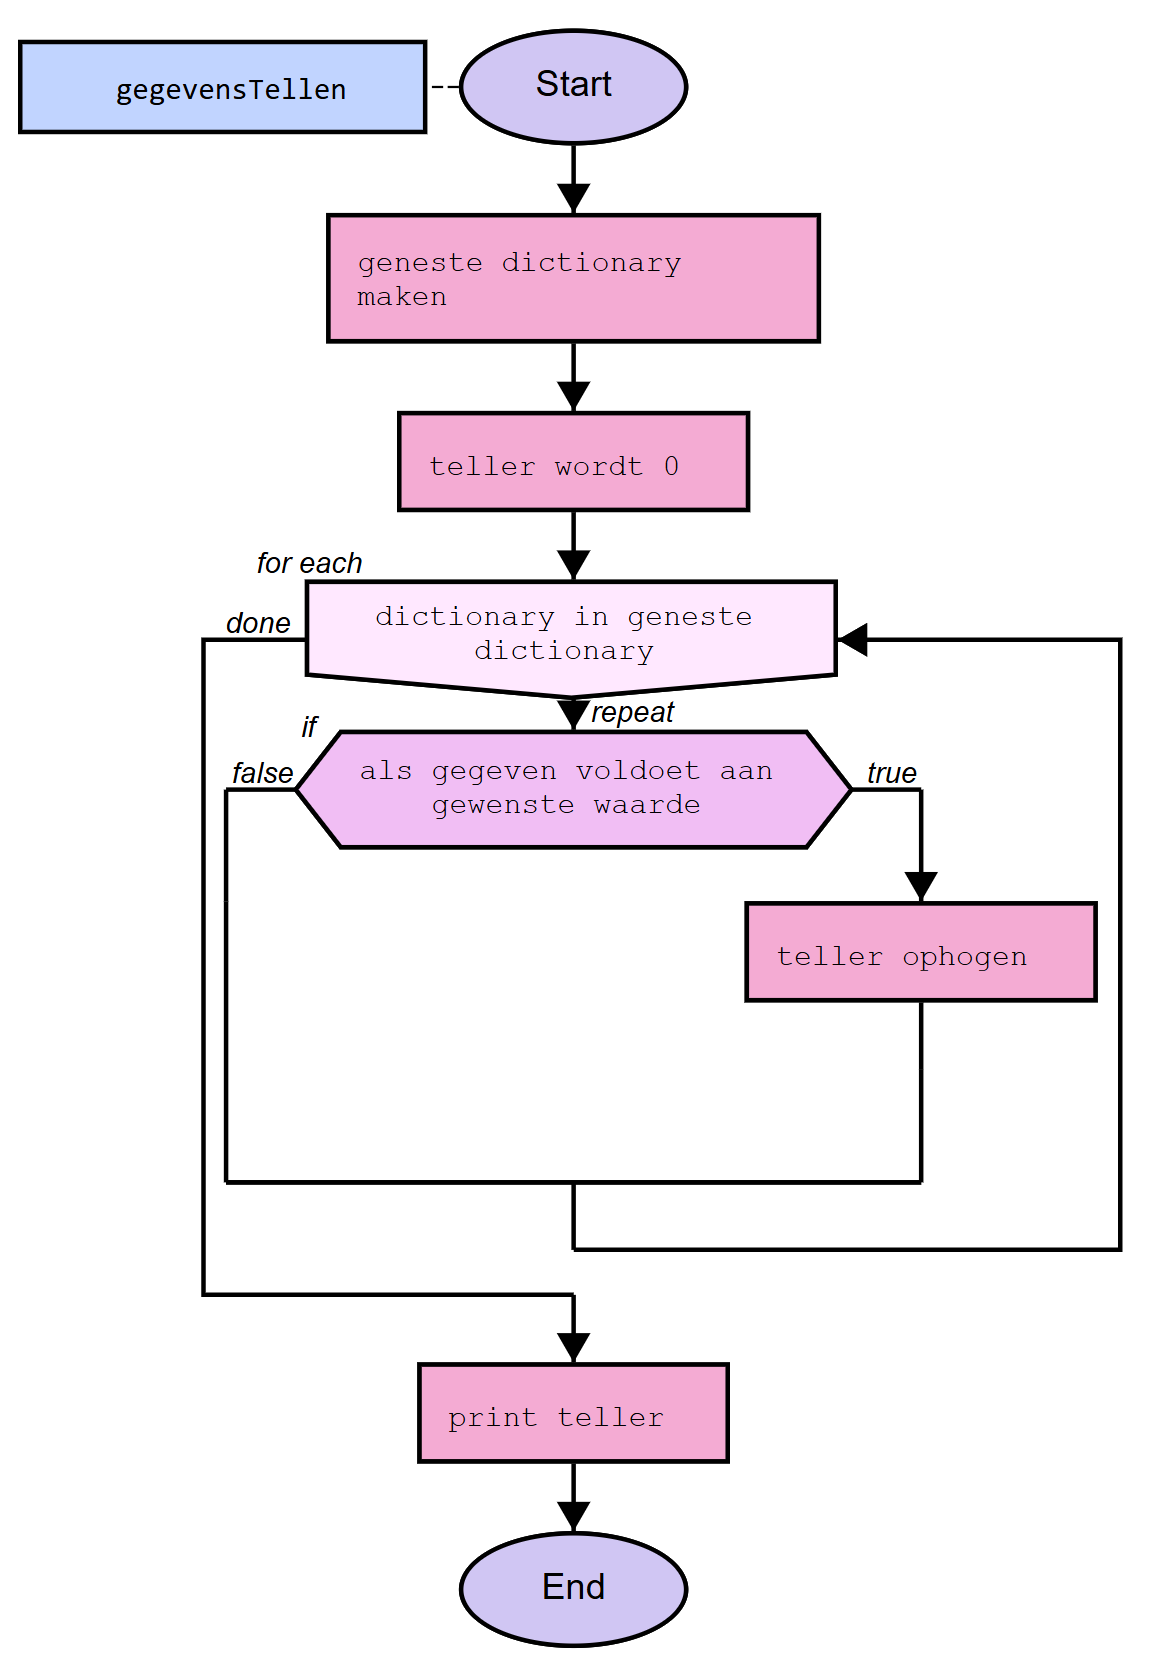 gegevensTellen
Start
geneste dictionary
maken
teller wordt 0
for each
done
dictionary in geneste
dictionary
repeat
if
false
als gegeven voldoet aan
gewenste waarde
true
teller ophogen
print teller
End